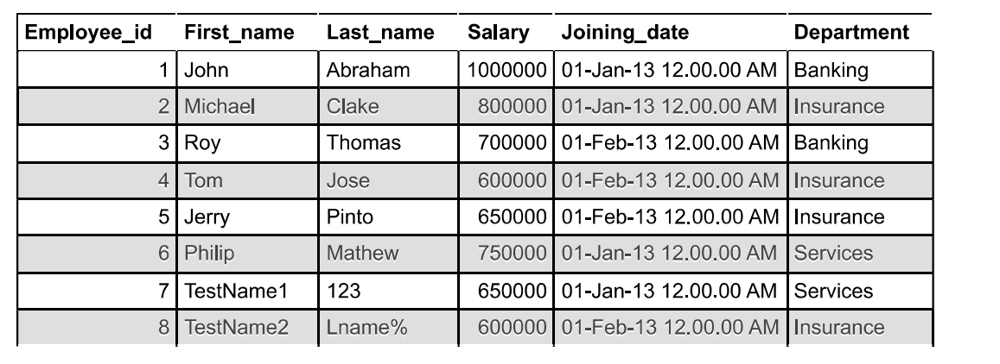 Employee_id First_name Last_name Salary Joining_date Department
1 John Abraham 1000000 01-Jan-13 12.00.00 AM Banking
2 Michael Clake 800000 01-Jan-13 12.00.00 AM Insurance
3 Roy Thomas 700000 01-Feb-13 12.00.00 AM Banking
4 Tom Jose 600000 01-Feb-13 12.00.00 AM Insurance
5 Jerry Pinto 650000 01-Feb-13 12.00.00 AM Insurance
6 Philip Mathew 750000 01-Jan-13 12.00.00 AM Services
7 TestName1 123 650000 01-Jan-13 12.00.00 AM Services
8 TestName2 Lname% 600000 01-Feb-13 12.00.00 AM Insurance